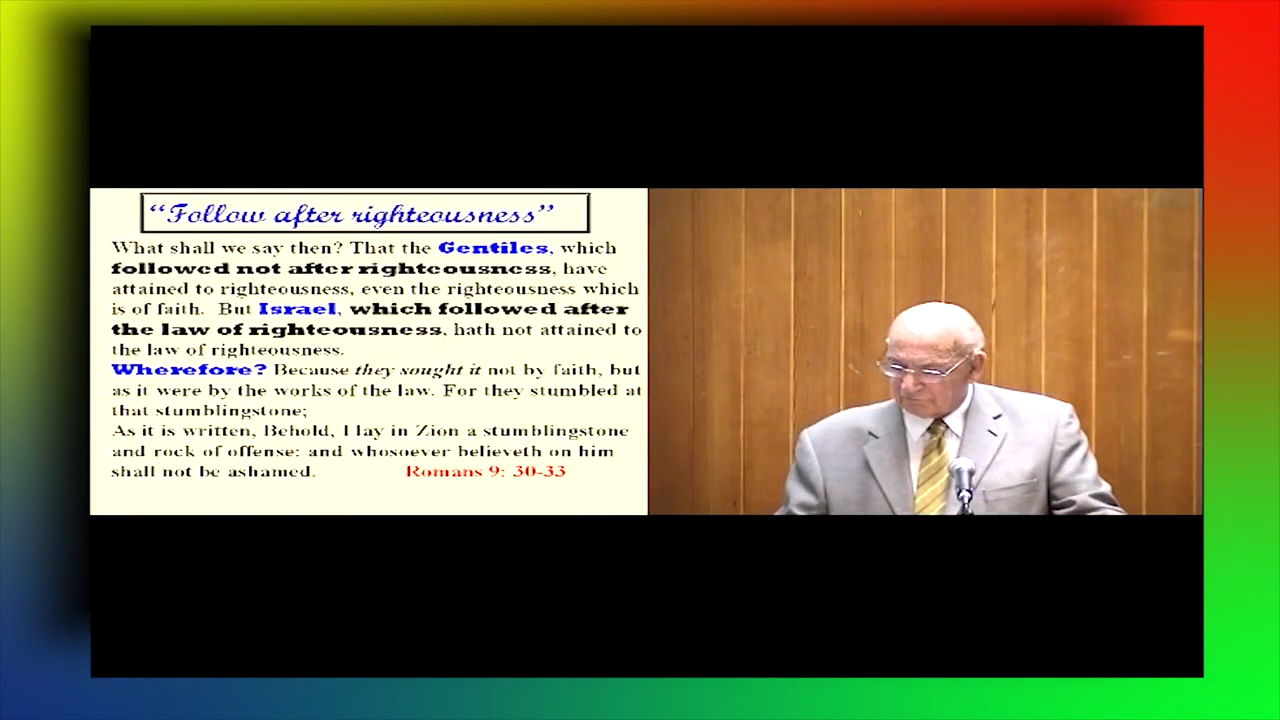 “Follow after righteousness”
What shall we say then? That the Gentiles, which
followed not after righteousness, have
attained to righteousness, even the righteousness which
is of faith. But Israel, which followed after
the law of righteousness, hath not attained to
the law of righteousness.
Wherefore? Because they sought it not by faith, but
as it were by the works of the law. For they stumbled at
that stumblingstone;
As it is written, Behold, I lay in Zion a stumblingstone
and rock of offense: and whosoever believeth on him
shall not be ashamed. Romans 9: 30-33